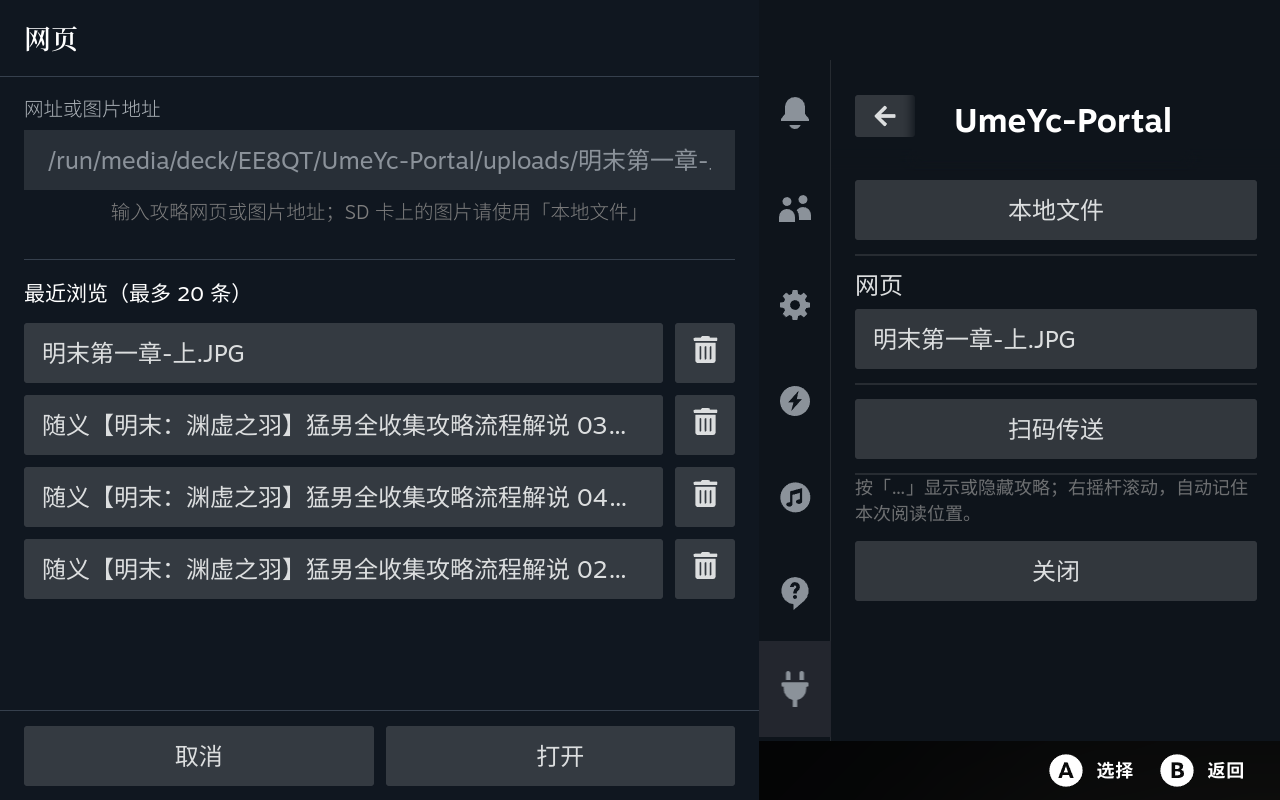 网页
网址或图片地址
/run/media/deck/EE8QT/UmeYc-Portal/uploads/明末第一章-.
输入攻略网页或图片地址；SD 卡上的图片请使用「本地文件」
最近浏览（最多 20 条）
明末第一章-上.JPG
随义【明末：渊虚之羽】猛男全收集攻略流程解说 03...
随义【明末：渊虚之羽】猛男全收集攻略流程解说 04...
随义【明末：渊虚之羽】猛男全收集攻略流程解说 02...
取消
打开
UmeYc-Portal
本地文件
网页
明末第一章-上.JPG
扫码传送
按「...」显示或隐藏攻略；右摇杆滚动，自动记住
本次阅读位置。
关闭
A 选择 B 返回